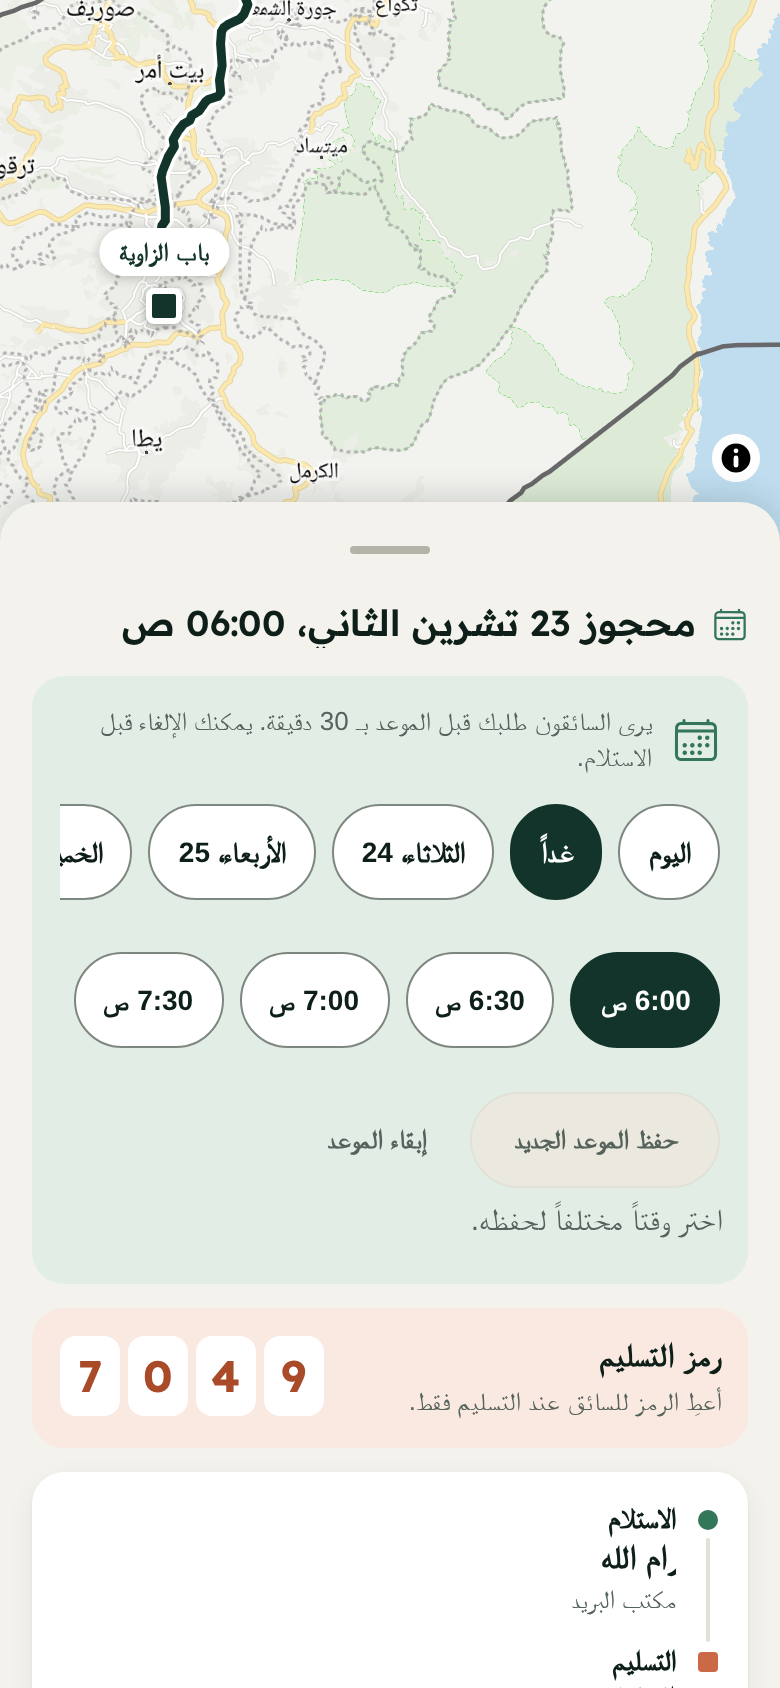 صوريف
جورة الشمعة
تكواع
بيت أمر
ميتساد
ترقو
باب الزاوية
يطا
الكرمل
محجوز 23 تشرين الثاني، 06:00 ص
يرى السائقون طلبك قبل الموعد بـ 30 دقيقة. يمكنك الإلغاء قبل
الاستلام.
اليوم
غداً
الثلاثاء، 24
الأربعاء، 25
6:00 ص
6:30 ص
7:00 ص
7:30 ص
حفظ الموعد الجديد
إبقاء الموعد
اختر وقتاً مختلفاً لحفظه.
رمز التسليم
7 0 4 9
أعطِ الرمز للسائق عند التسليم فقط.
الاستلام
رام الله
مكتب البريد
التسليم